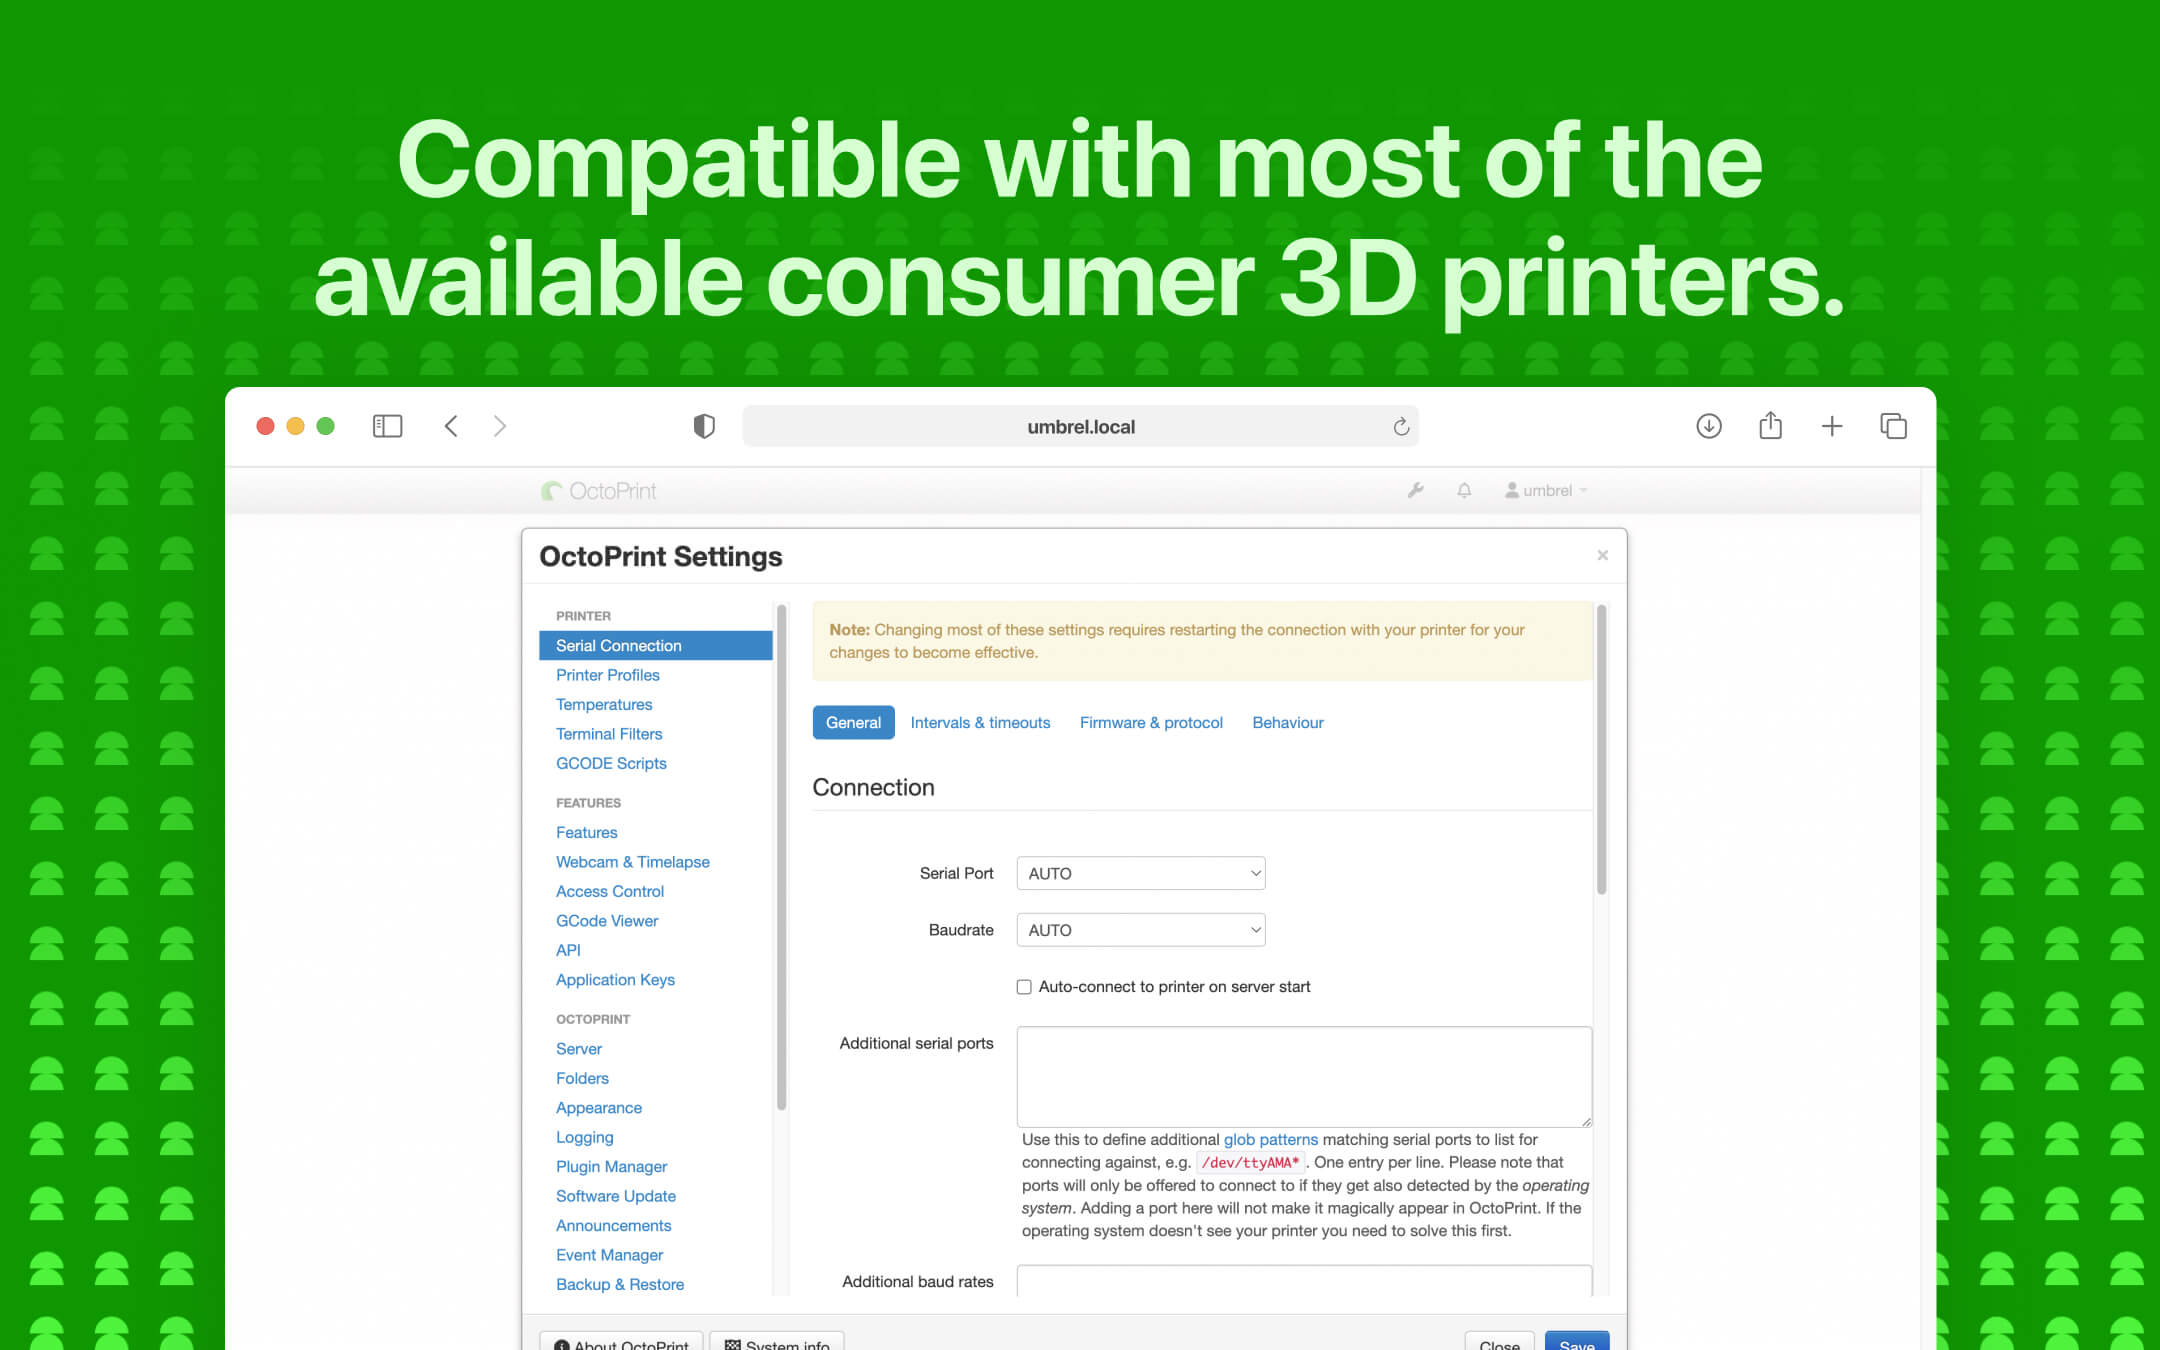 Compatible with most of the
available consumer 3D printers.
umbrel.local
OctoPrint
umbrel
OctoPrint Settings
×
PRINTER
Serial Connection
Printer Profiles
Temperatures
Terminal Filters
GCODE Scripts
FEATURES
Features
Webcam & Timelapse
Access Control
GCode Viewer
API
Application Keys
OCTOPRINT
Server
Folders
Appearance
Logging
Plugin Manager
Software Update
Announcements
Event Manager
Backup & Restore
Note: Changing most of these settings requires restarting the connection with your printer for your
changes to become effective.
General Intervals & timeouts Firmware & protocol Behaviour
Connection
Serial Port AUTO
Baudrate AUTO
Auto-connect to printer on server start
Additional serial ports
Use this to define additional glob patterns matching serial ports to list for
connecting against, e.g. /dev/ttyAMA* . One entry per line. Please note that
ports will only be offered to connect to if they get also detected by the operating
system. Adding a port here will not make it magically appear in OctoPrint. If the
operating system doesn't see your printer you need to solve this first.
Additional baud rates
About OctoPrint System info Close Save